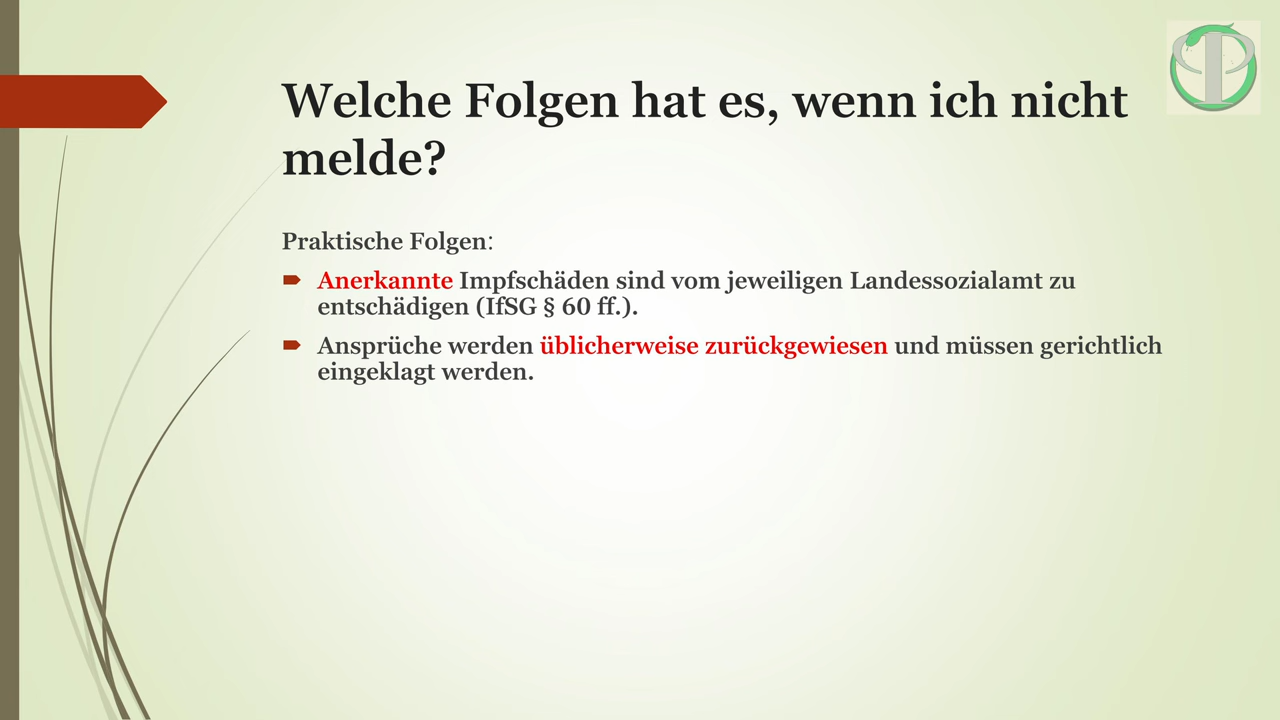 Welche Folgen hat es, wenn ich nicht
melde?
Praktische Folgen:
Anerkannte Impfschäden sind vom jeweiligen Landessozialamt zu
entschädigen (IfSG § 60 ff.).
Ansprüche werden üblicherweise zurückgewiesen und müssen gerichtlich
eingeklagt werden.